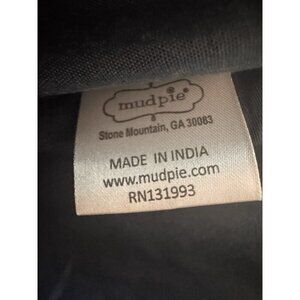 mudpie
Stone Mountain, GA 30083
MADE IN INDIA
www.mudpie.com
RN131993